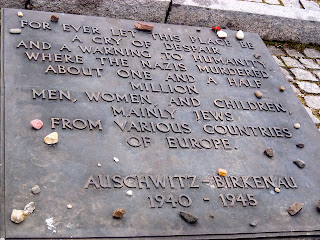 FOR EVER LET THIS PLACE BE
A CRY OF DESPAIR
AND A WARNING TO HUMANITY,
WHERE THE NAZIS MURDERED
ABOUT ONE AND A HALF
MILLION
MEN, WOMEN, AND CHILDREN,
MAINLY JEWS
FROM VARIOUS COUNTRIES
OF EUROPE.
AUSCHWITZ-BIRKENAU
1940 - 1945